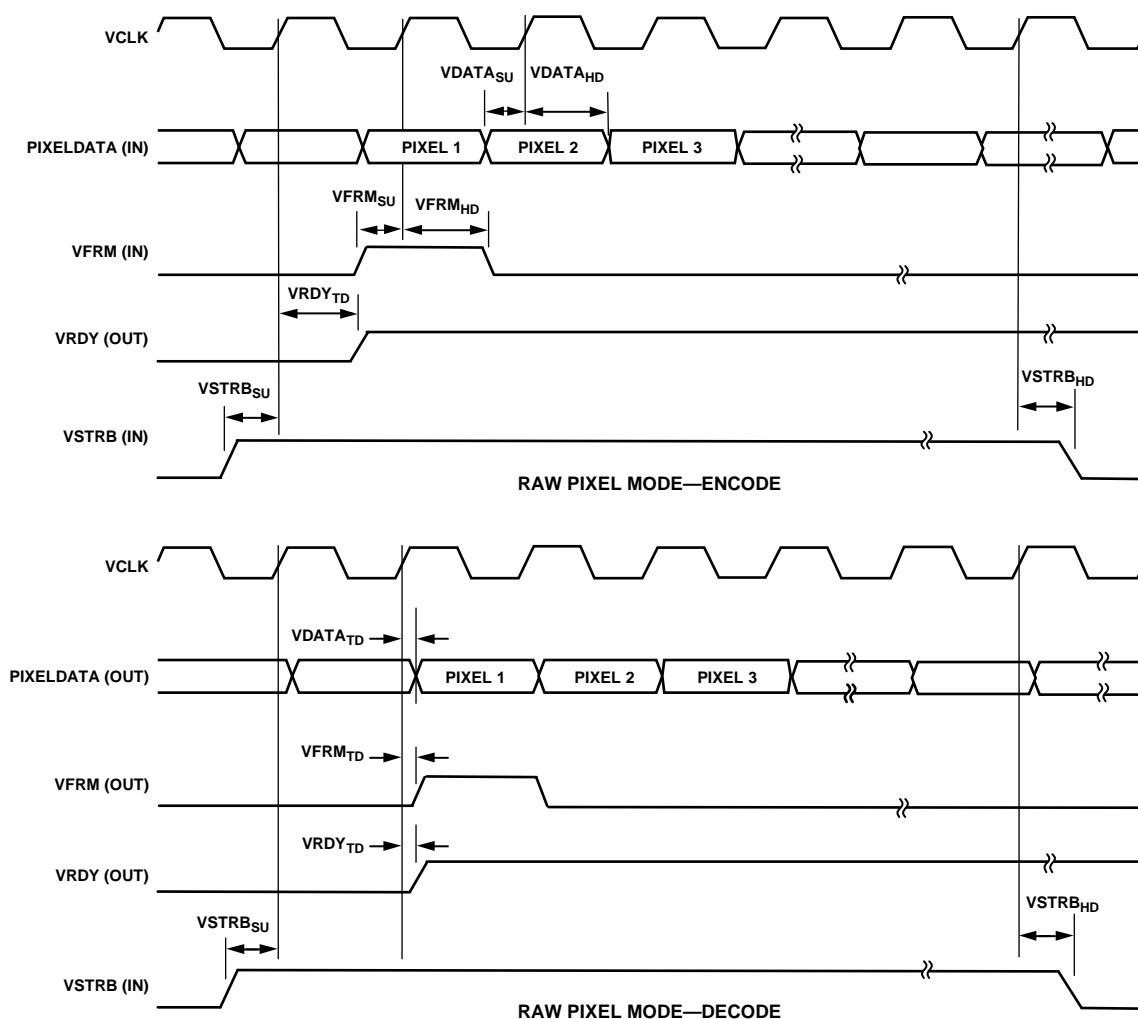 VCLK
VDATASU VDATAHD
PIXELDATA (IN) PIXEL 1 PIXEL 2 PIXEL 3
VFRMSU VFRMHD
VFRM (IN)
VRDYTD
VRDY (OUT)
VSTRBSU VSTRBHD
VSTRB (IN)
RAW PIXEL MODE—ENCODE
VCLK
VDATATD
PIXELDATA (OUT) PIXEL 1 PIXEL 2 PIXEL 3
VFRMTD
VFRM (OUT)
VRDYTD
VRDY (OUT)
VSTRBSU VSTRBHD
VSTRB (IN)
RAW PIXEL MODE—DECODE